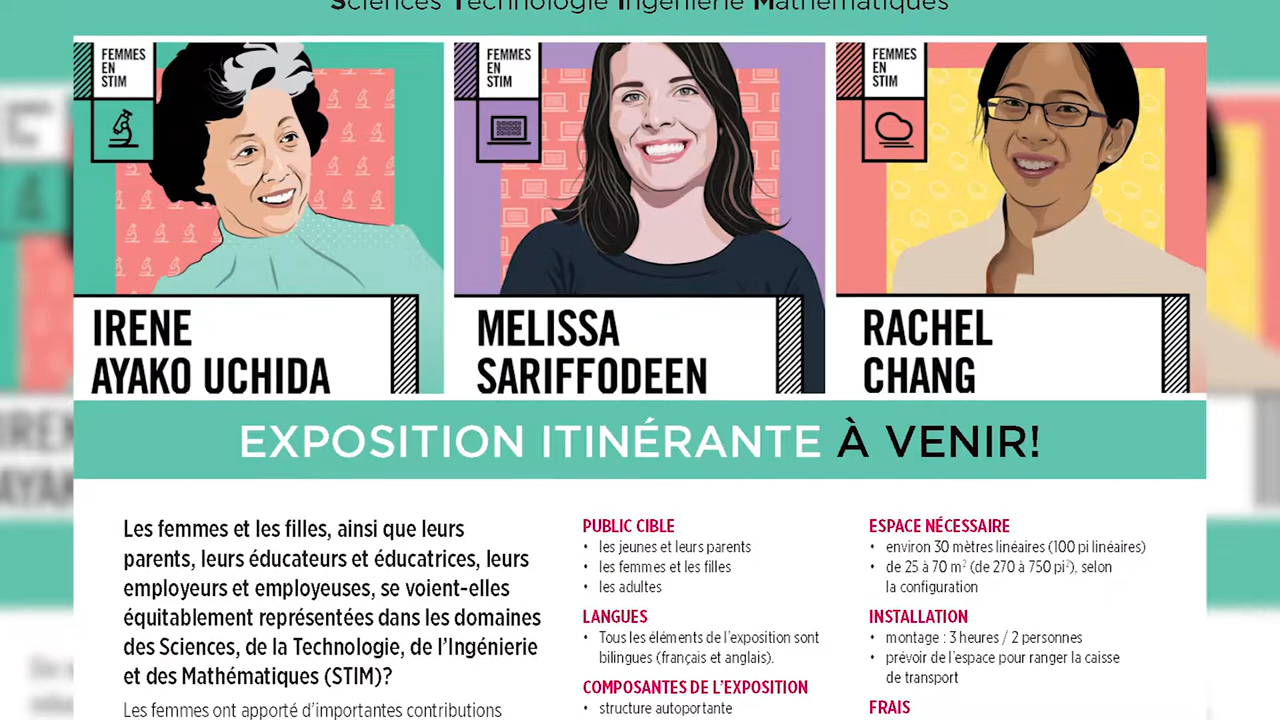 Sciences Technologie Ingénierie Mathématiques
FEMMES
EN
STIM
FEMMES
EN
STIM
FEMMES
EN
STIM
IRENE
AYAKO UCHIDA
MELISSA
SARIFFODEEN
RACHEL
CHANG
EXPOSITION ITINÉRANTE À VENIR!
Les femmes et les filles, ainsi que leurs
parents, leurs éducateurs et éducatrices, leurs
employeurs et employeuses, se voient-elles
équitablement représentées dans les domaines
des Sciences, de la Technologie, de l'Ingénierie
et des Mathématiques (STIM)?
Les femmes ont apporté d'importantes contributions
PUBLIC CIBLE
• les jeunes et leurs parents
• les femmes et les filles
• les adultes
LANGUES
• Tous les éléments de l'exposition sont
bilingues (français et anglais).
COMPOSANTES DE L'EXPOSITION
• structure autoportante
ESPACE NÉCESSAIRE
• environ 30 mètres linéaires (100 pi linéaires)
• de 25 à 70 m² (de 270 à 750 pi²), selon
la configuration
INSTALLATION
• montage : 3 heures / 2 personnes
• prévoir de l'espace pour ranger la caisse
de transport
FRAIS